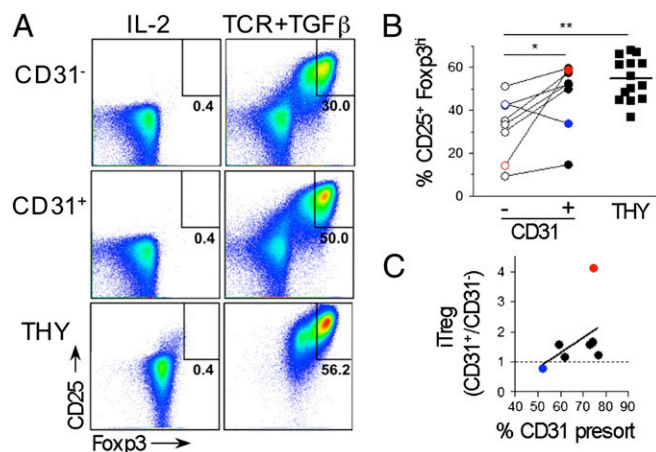 A
IL-2
TCR+TGFβ
CD31-
0.4
30.0
CD31+
0.4
50.0
THY
0.4
56.2
CD25
Foxp3
B
% CD25+ Foxp3hi
**
*
60
40
20
0
- +
CD31
THY
C
iTreg
(CD31+/CD31-)
4
3
2
1
0
40 50 60 70 80 90
% CD31 presort